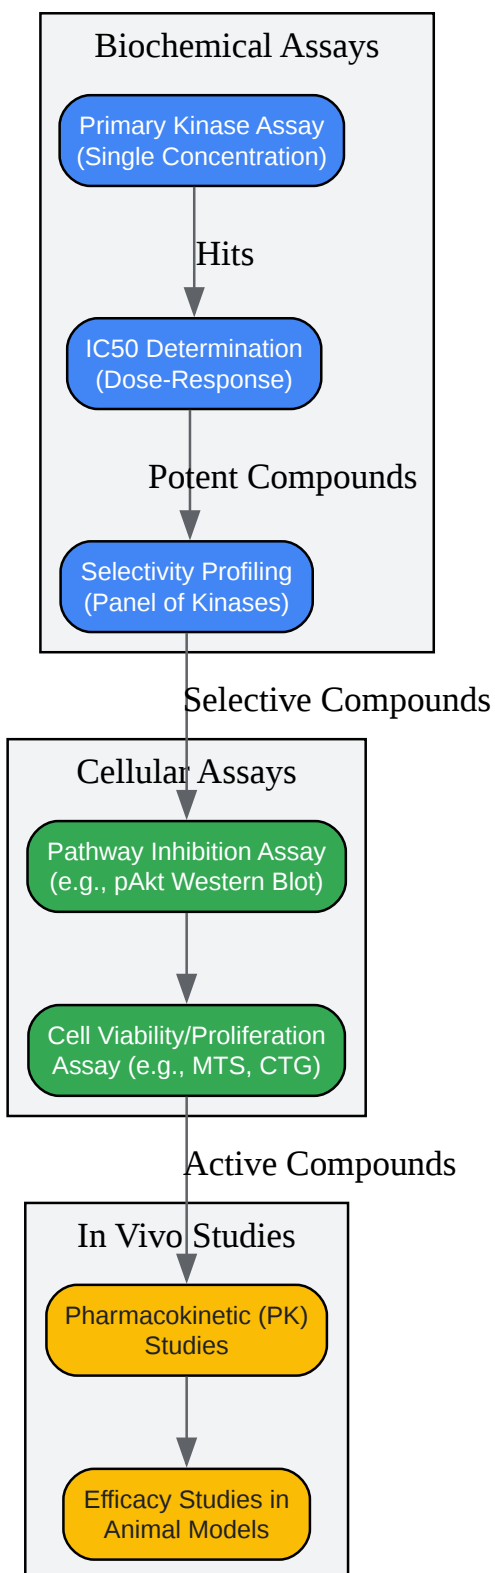 Biochemical Assays
Primary Kinase Assay
(Single Concentration)
Hits
IC50 Determination
(Dose-Response)
Potent Compounds
Selectivity Profiling
(Panel of Kinases)
Selective Compounds
Cellular Assays
Pathway Inhibition Assay
(e.g., pAkt Western Blot)
Cell Viability/Proliferation
Assay (e.g., MTS, CTG)
Active Compounds
In Vivo Studies
Pharmacokinetic (PK)
Studies
Efficacy Studies in
Animal Models